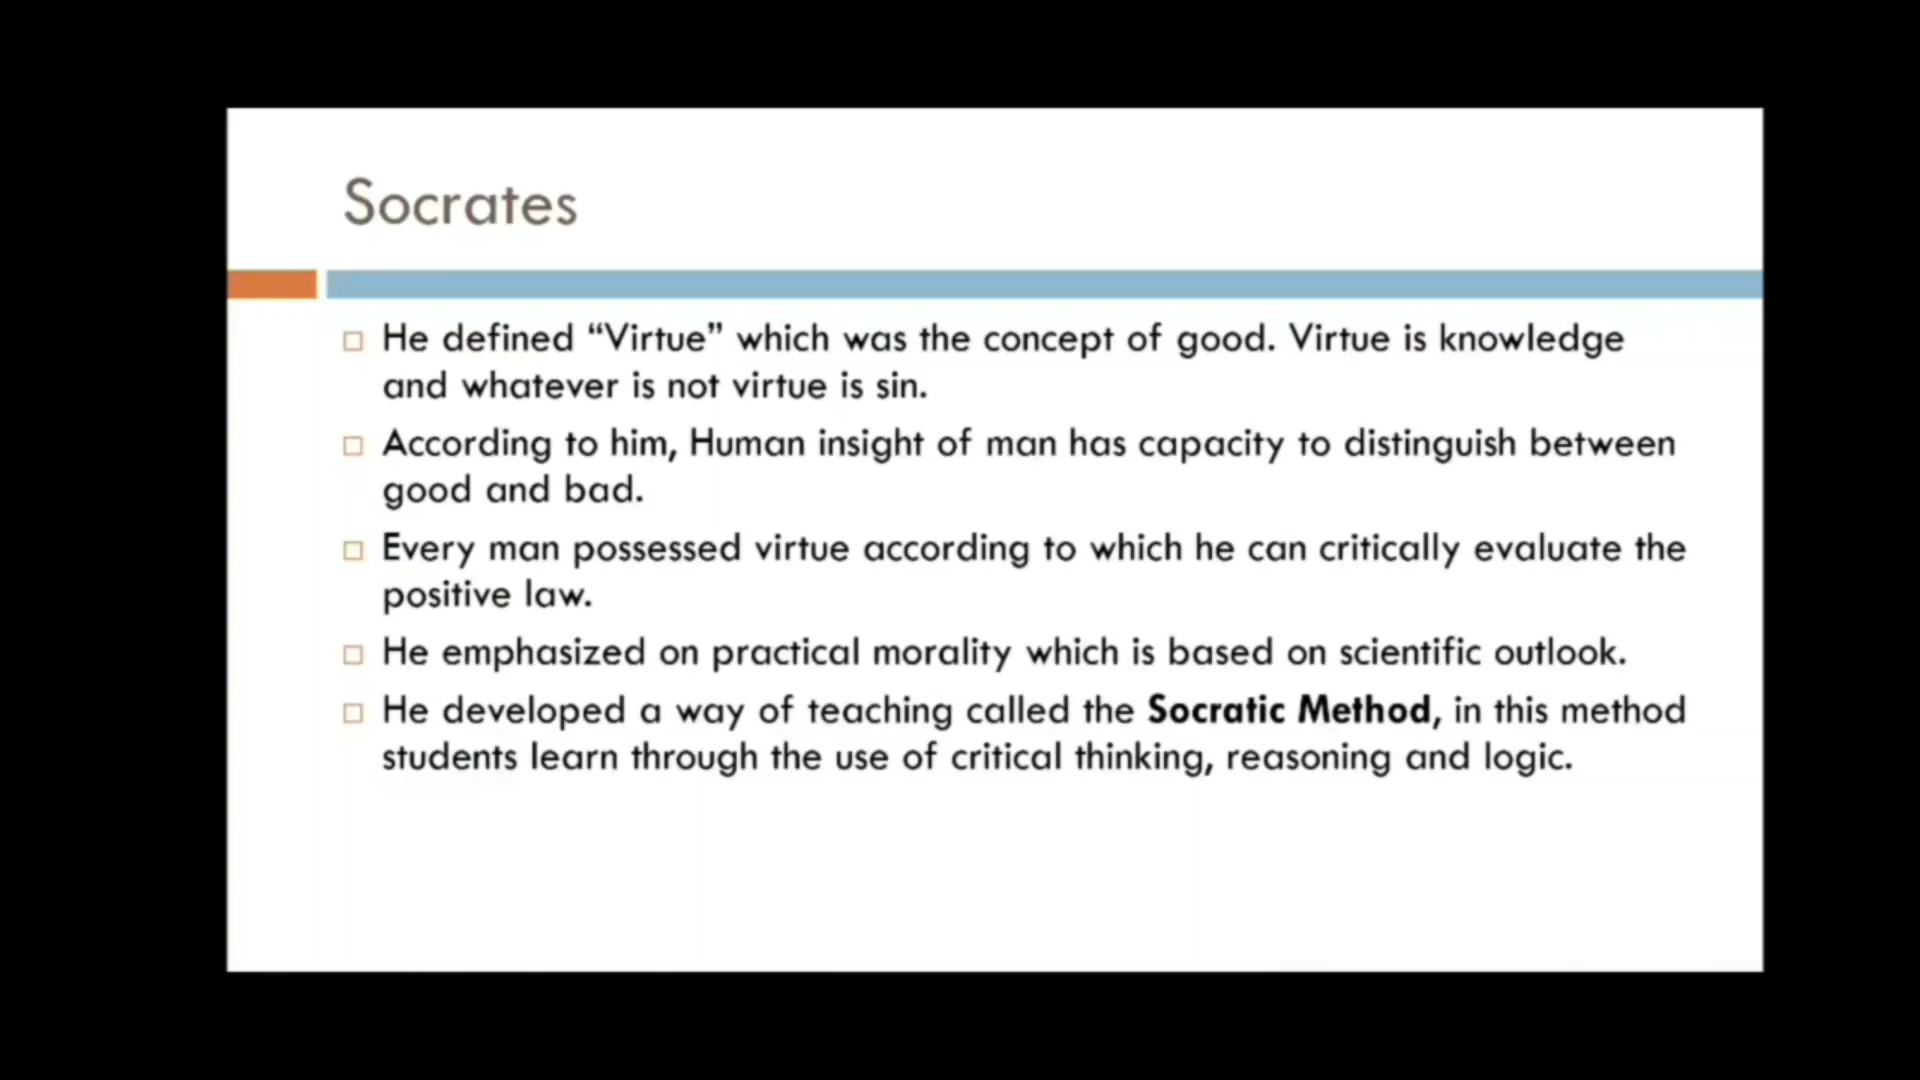 Socrates
He defined “Virtue” which was the concept of good. Virtue is knowledge
and whatever is not virtue is sin.
According to him, Human insight of man has capacity to distinguish between
good and bad.
Every man possessed virtue according to which he can critically evaluate the
positive law.
He emphasized on practical morality which is based on scientific outlook.
He developed a way of teaching called the Socratic Method, in this method
students learn through the use of critical thinking, reasoning and logic.